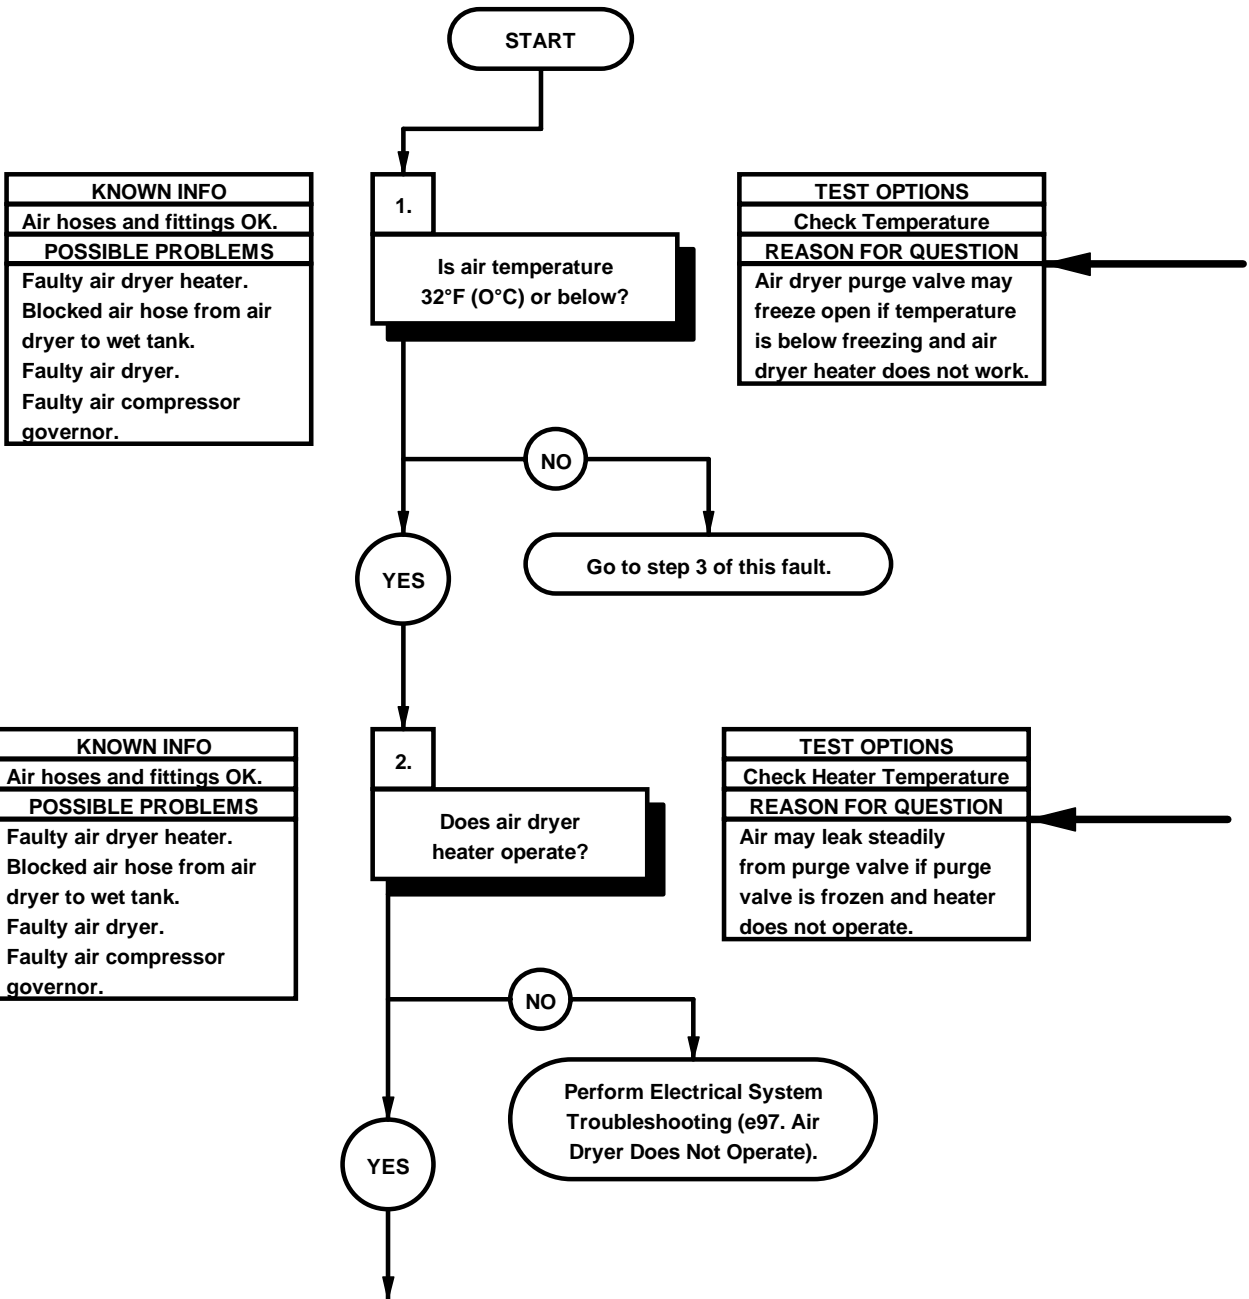 START
KNOWN INFO
Air hoses and fittings OK.
POSSIBLE PROBLEMS
Faulty air dryer heater.
Blocked air hose from air
dryer to wet tank.
Faulty air dryer.
Faulty air compressor
governor.
1.
Is air temperature
32°F (O°C) or below?
TEST OPTIONS
Check Temperature
REASON FOR QUESTION
Air dryer purge valve may
freeze open if temperature
is below freezing and air
dryer heater does not work.
NO
Go to step 3 of this fault.
YES
KNOWN INFO
Air hoses and fittings OK.
POSSIBLE PROBLEMS
Faulty air dryer heater.
Blocked air hose from air
dryer to wet tank.
Faulty air dryer.
Faulty air compressor
governor.
2.
Does air dryer
heater operate?
TEST OPTIONS
Check Heater Temperature
REASON FOR QUESTION
Air may leak steadily
from purge valve if purge
valve is frozen and heater
does not operate.
NO
Perform Electrical System
Troubleshooting (e97. Air
Dryer Does Not Operate).
YES